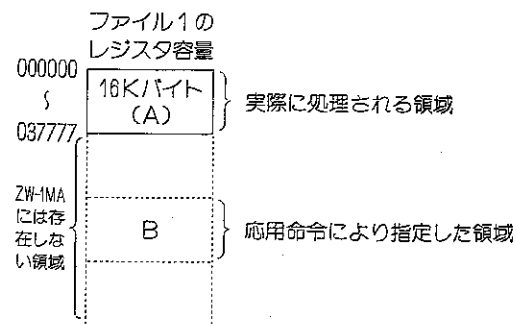 ファイル1の
レジスタ容量
000000
〜
037777
16Kバイト
(A)
実際に処理される領域
ZW-1MA
には存
在しな
い領域
B
応用命令により指定した領域